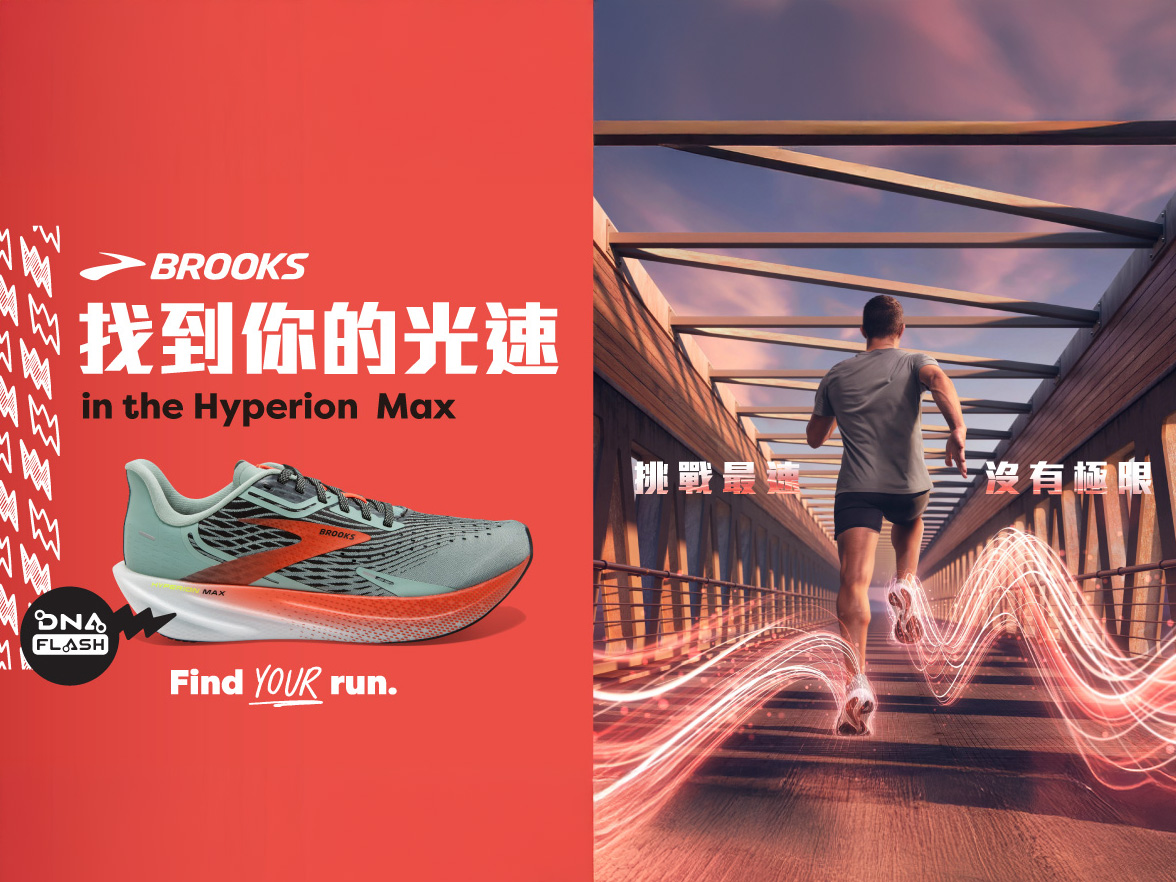 BROOKS
找到你的光速
in the Hyperion Max
BROOKS
HYPERION MAX
DNA
FLASH
Find YOUR run.
挑戰最速 沒有極限